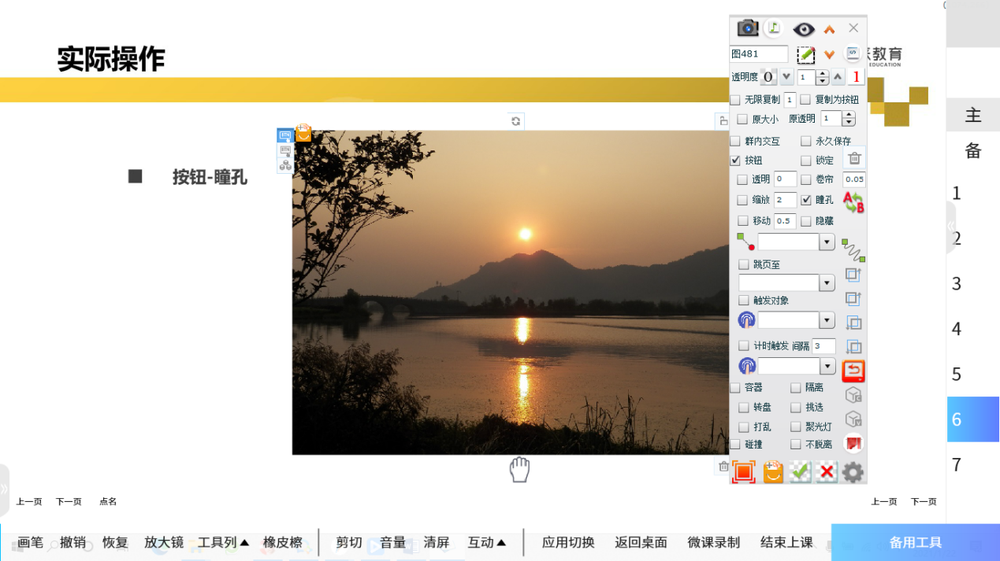 实际操作
教育
EDUCATION
按钮-瞳孔
BTN
BTN
图481
透明度 0 1 1
无限复制 1 复制为按钮
原大小 原透明 1
群内交互 永久保存
按钮 锁定
透明 0 卷帘 0.05
缩放 2 瞳孔 A B
移动 0.5 隐藏
跳页至
触发对象
计时触发 间隔 3
容器 隔离
转盘 挑选
打乱 聚光灯
碰撞 不脱离
主
备
1
2
3
4
5
6
7
上一页 下一页 点名
上一页 下一页
画笔 撤销 恢复 放大镜 工具列▲ 橡皮檫 剪切 音量 清屏 互动▲ 应用切换 返回桌面 微课录制 结束上课 备用工具